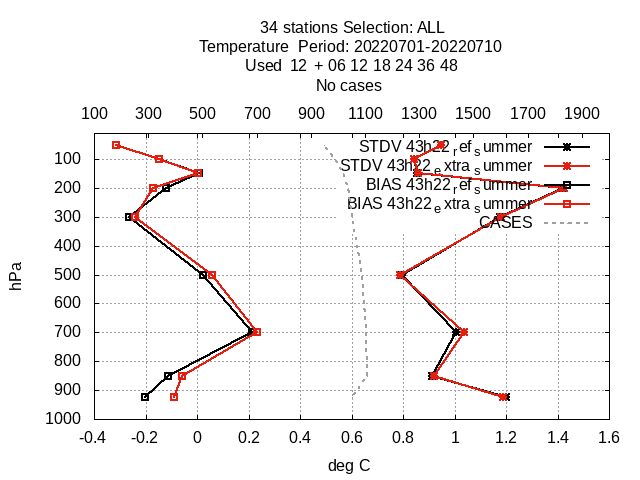 34 stations Selection: ALL
Temperature Period: 20220701-20220710
Used 12 + 06 12 18 24 36 48
No cases
100 300 500 700 900 1100 1300 1500 1700 1900
STDV 43h22_ref_summer
STDV 43h22_extra_summer
BIAS 43h22_ref_summer
BIAS 43h22_extra_summer
CASES
hPa
100
200
300
400
500
600
700
800
900
1000
-0.4 -0.2 0 0.2 0.4 0.6 0.8 1 1.2 1.4 1.6
deg C